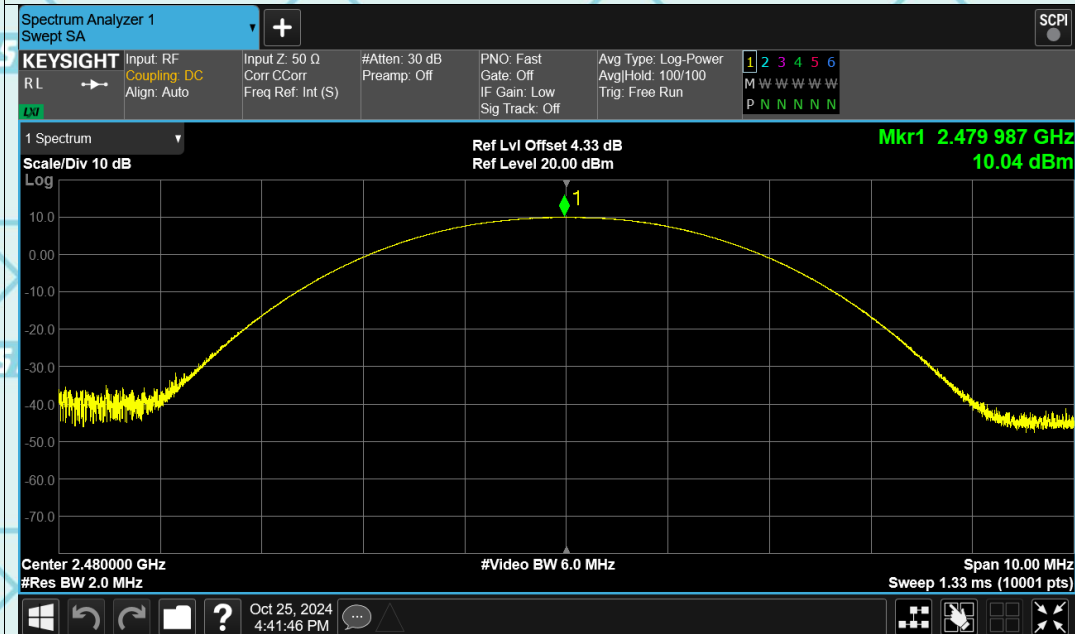 Spectrum Analyzer 1
Swept SA
+
SCPI
KEYSIGHT
R L
LXI
Input: RF
Coupling: DC
Align: Auto
Input Z: 50 Ω
Corr CCorr
Freq Ref: Int (S)
#Atten: 30 dB
Preamp: Off
PNO: Fast
Gate: Off
IF Gain: Low
Sig Track: Off
Avg Type: Log-Power
Avg|Hold: 100/100
Trig: Free Run
1 2 3 4 5 6
M W W W W W
P N N N N N
1 Spectrum
Scale/Div 10 dB
Log
Ref Lvl Offset 4.33 dB
Ref Level 20.00 dBm
Mkr1 2.479 987 GHz
10.04 dBm
1
10.0
0.00
-10.0
-20.0
-30.0
-40.0
-50.0
-60.0
-70.0
Center 2.480000 GHz
#Res BW 2.0 MHz
#Video BW 6.0 MHz
Span 10.00 MHz
Sweep 1.33 ms (10001 pts)
?
Oct 25, 2024
4:41:46 PM